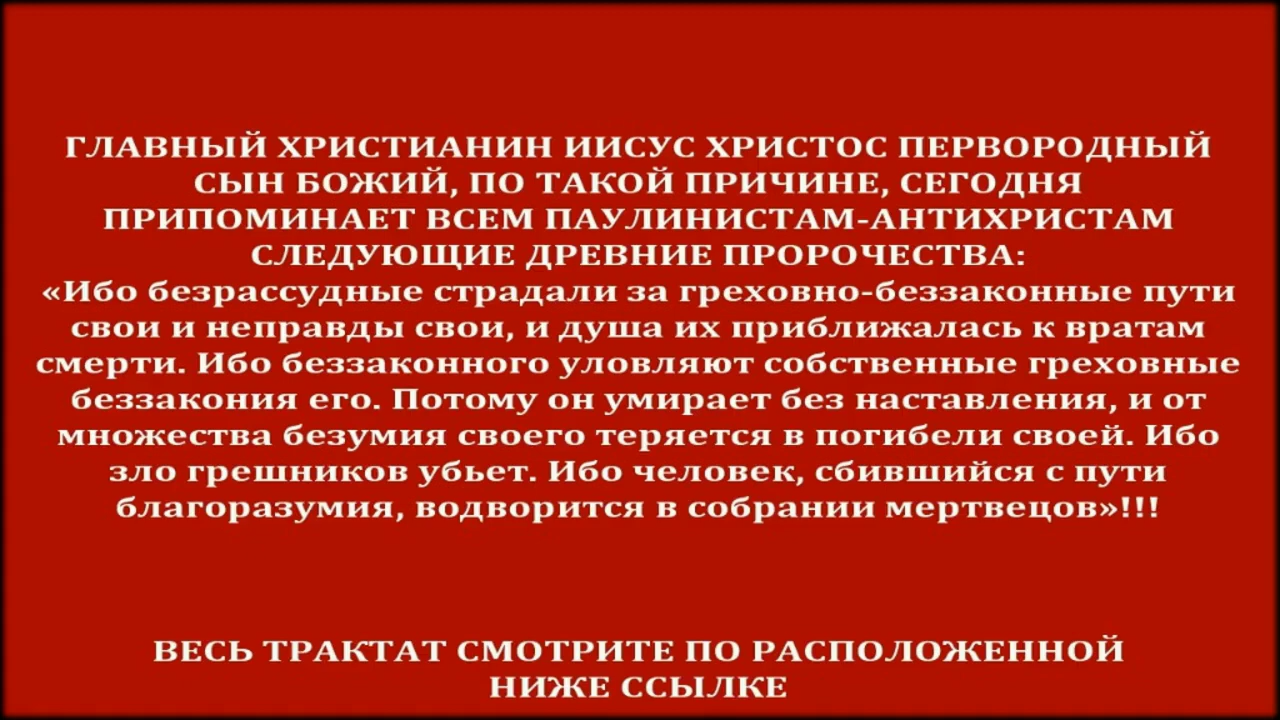 ГЛАВНЫЙ ХРИСТИАНИН ИИСУС ХРИСТОС ПЕРВОРОДНЫЙ
СЫН БОЖИЙ, ПО ТАКОЙ ПРИЧИНЕ, СЕГОДНЯ
ПРИПОМИНАЕТ ВСЕМ ПАУЛИНИСТАМ-АНТИХРИСТАМ
СЛЕДУЮЩИЕ ДРЕВНИЕ ПРОРОЧЕСТВА:
«Ибо безрассудные страдали за греховно-беззаконные пути
свои и неправды свои, и душа их приближалась к вратам
смерти. Ибо беззаконного уловляют собственные греховные
беззакония его. Потому он умирает без наставления, и от
множества безумия своего теряется в погибели своей. Ибо
зло грешников убьет. Ибо человек, сбившийся с пути
благоразумия, водворится в собрании мертвецов»!!!
ВЕСЬ ТРАКТАТ СМОТРИТЕ ПО РАСПОЛОЖЕННОЙ
НИЖЕ ССЫЛКЕ